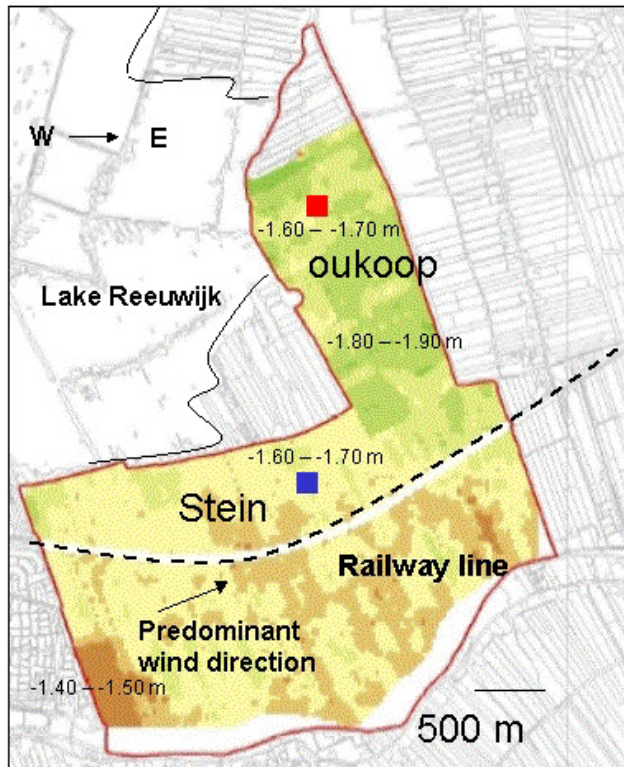 W E
-1.60 – -1.70 m
oukoop
Lake Reeuwijk
-1.80 – -1.90 m
-1.60 – -1.70 m
Stein
Railway line
Predominant
wind direction
-1.40 – -1.50 m
500 m